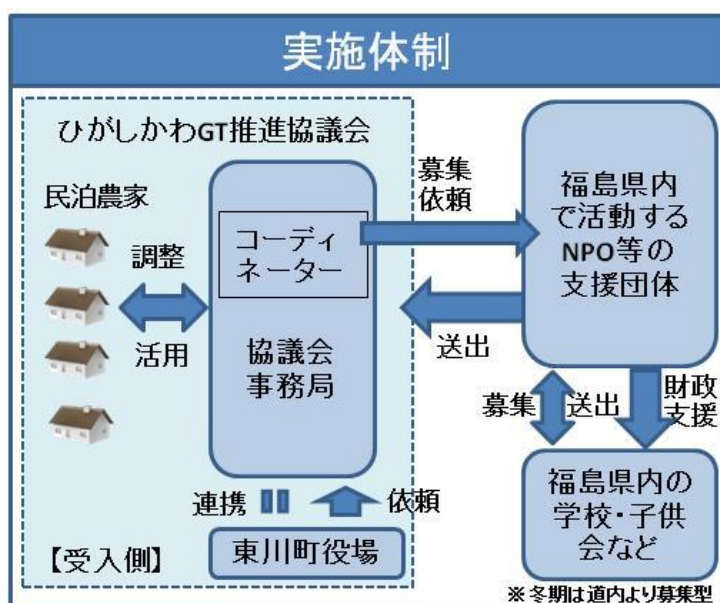 実施体制
ひがしかわGT推進協議会
民泊農家
調整
活用
コーディ
ネーター
協議会
事務局
募集
依頼
送出
福島県内
で活動する
NPO等の
支援団体
募集
送出
財政
支援
福島県内の
学校・子供
会など
連携
依頼
東川町役場
【受入側】
※冬期は道内より募集型